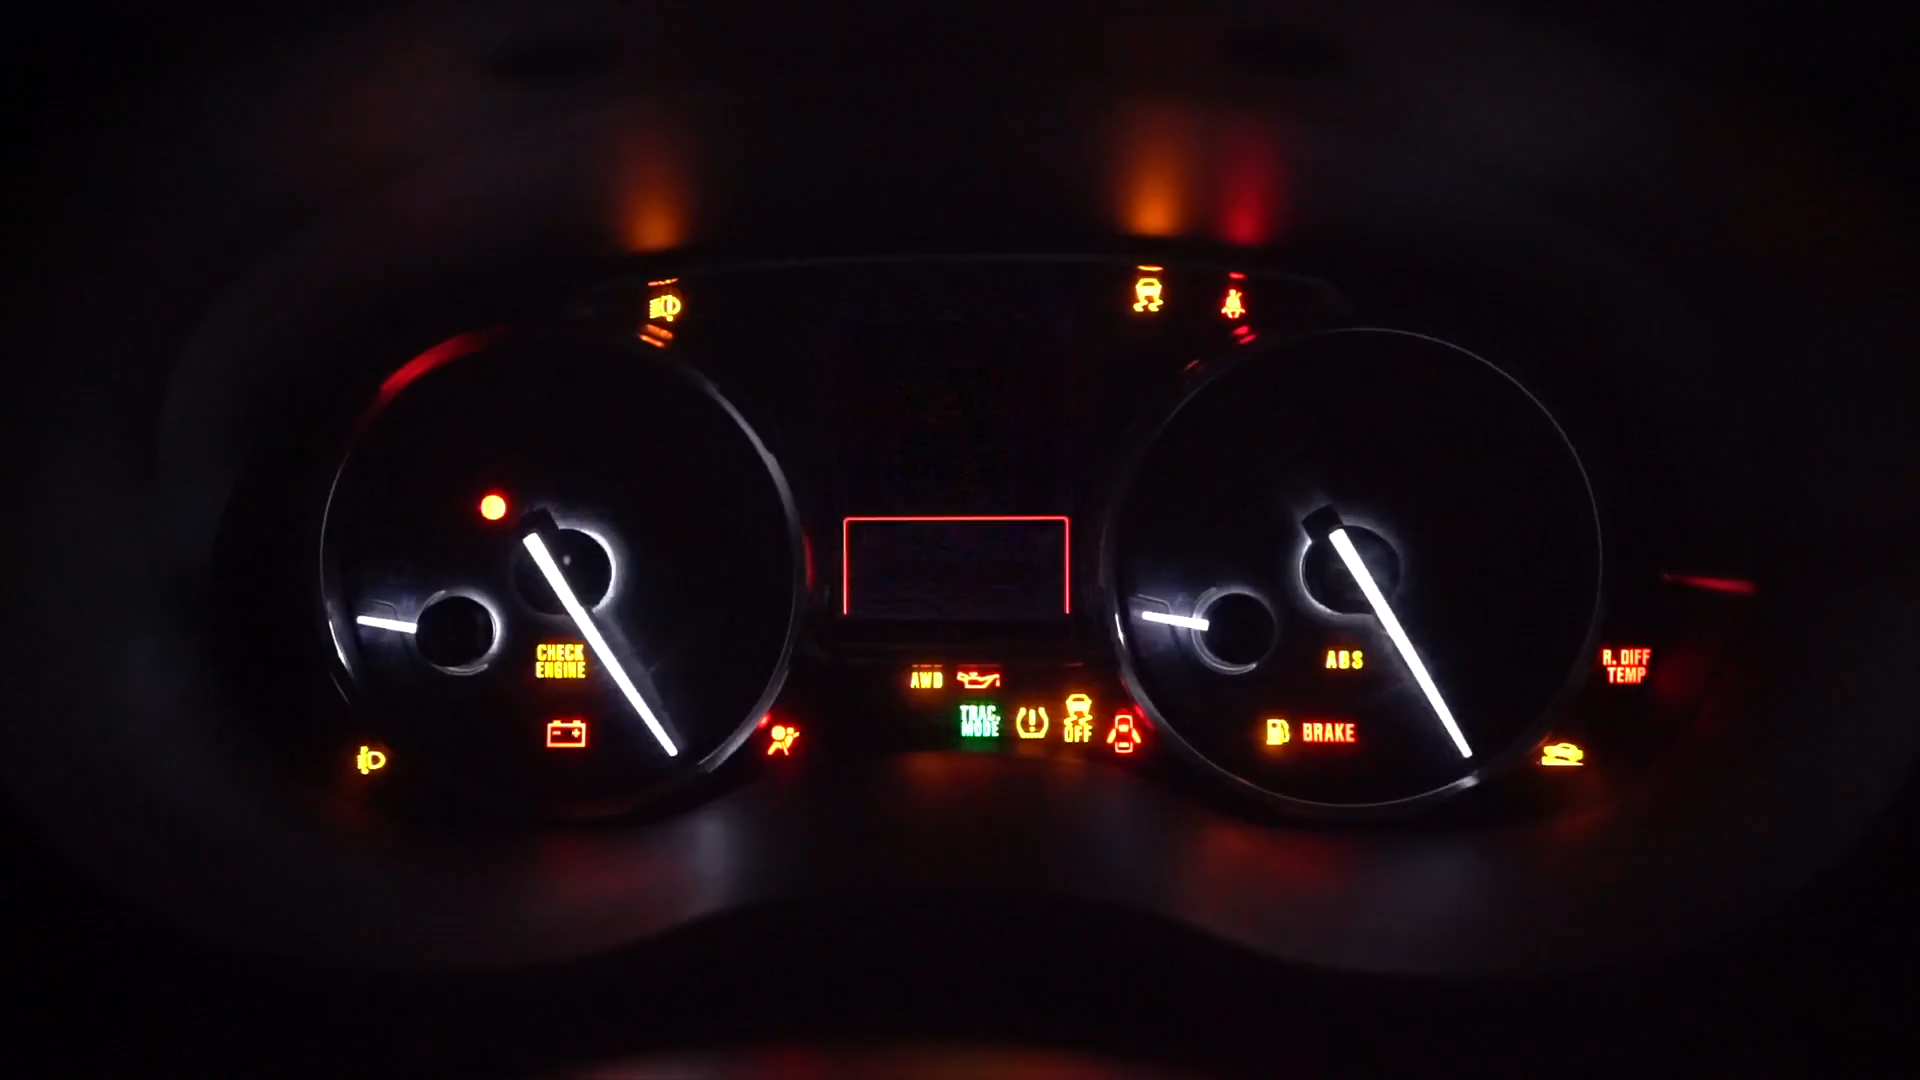 CHECK
ENGINE
AWD
TRAC.
MODE
OFF
ABS
BRAKE
R. DIFF
TEMP